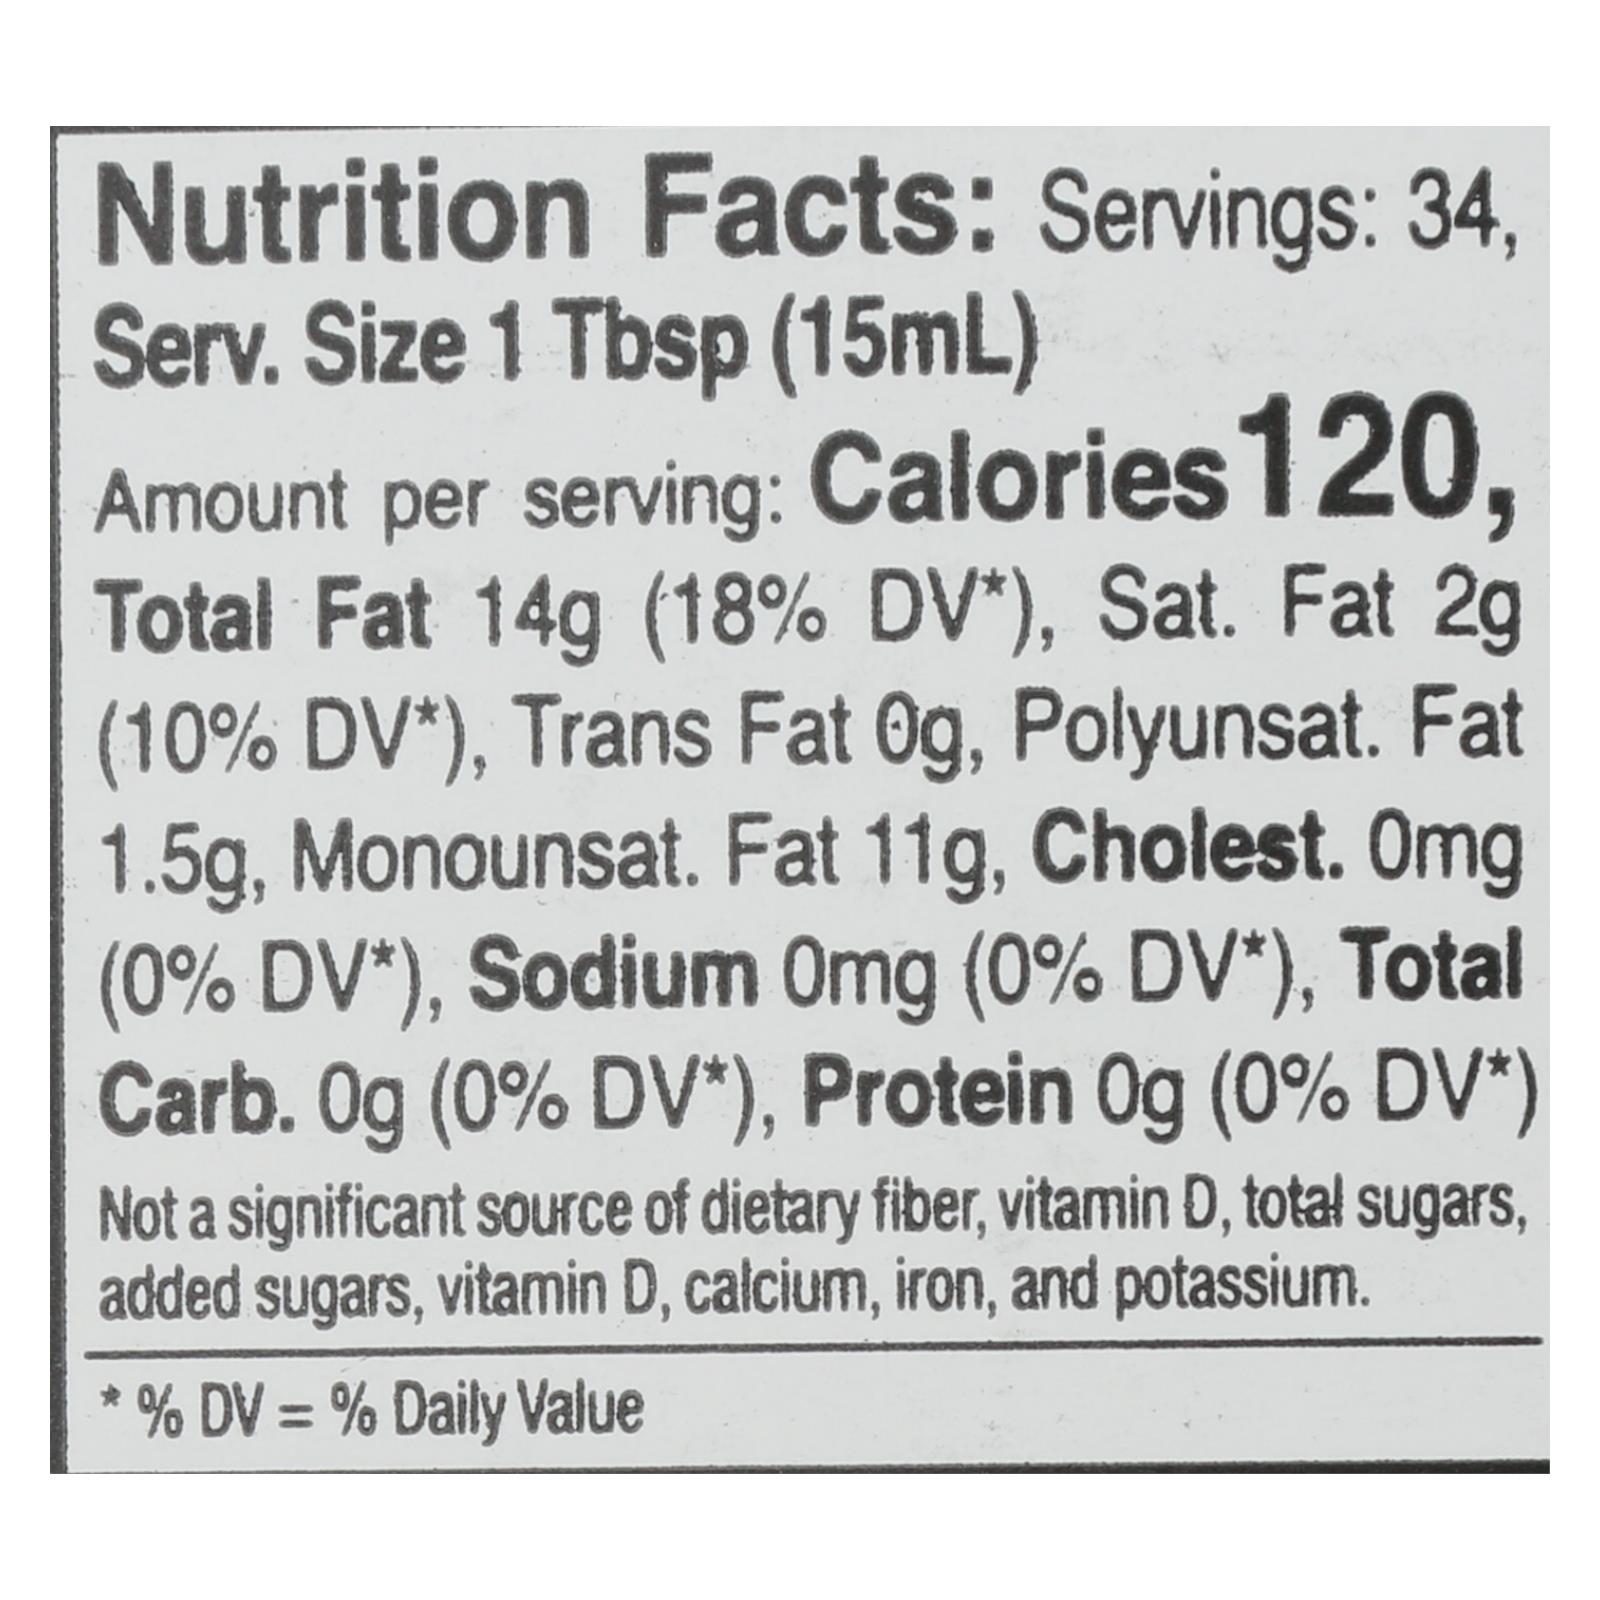 Nutrition Facts: Servings: 34,
Serv. Size 1 Tbsp (15mL)
Amount per serving: Calories 120,
Total Fat 14g (18% DV*), Sat. Fat 2g
(10% DV*), Trans Fat 0g, Polyunsat. Fat
1.5g, Monounsat. Fat 11g, Cholest. 0mg
(0% DV*), Sodium 0mg (0% DV*), Total
Carb. 0g (0% DV*), Protein 0g (0% DV*)
Not a significant source of dietary fiber, vitamin D, total sugars,
added sugars, vitamin D, calcium, iron, and potassium.
* % DV = % Daily Value